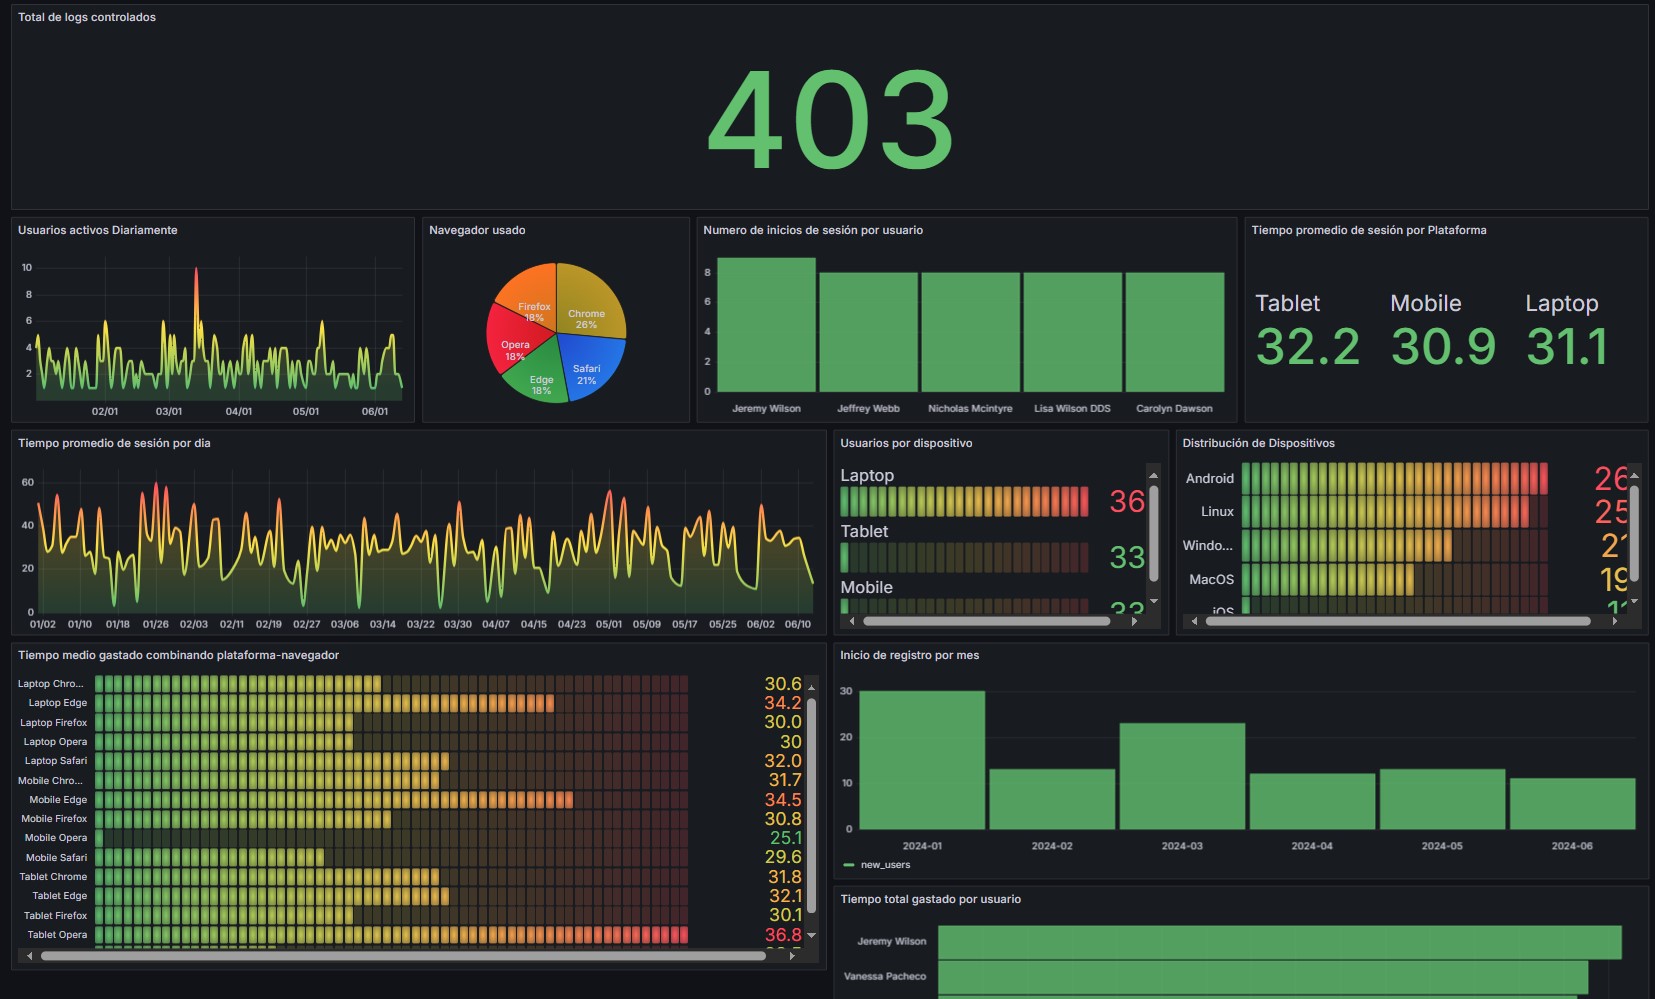 Total de logs controlados
403
Usuarios activos Diariamente
10
8
6
4
2
02/01 03/01 04/01 05/01 06/01
Navegador usado
Firefox
18%
Chrome
26%
Opera
18%
Safari
21%
Edge
18%
Numero de inicios de sesión por usuario
8
6
4
2
0
Jeremy Wilson Jeffrey Webb Nicholas Mcintyre Lisa Wilson DDS Carolyn Dawson
Tiempo promedio de sesión por Plataforma
Tablet Mobile Laptop
32.2 30.9 31.1
Tiempo promedio de sesión por dia
60
40
20
0
01/02 01/10 01/18 01/26 02/03 02/11 02/19 02/27 03/06 03/14 03/22 03/30 04/07 04/15 04/23 05/01 05/09 05/17 05/25 06/02 06/10
Usuarios por dispositivo
Laptop
36
Tablet
33
Mobile
33
Distribución de Dispositivos
Android 26
Linux 25
Windo...
MacOS 19
iOS
Tiempo medio gastado combinando plataforma-navegador
Laptop Chro... 30.6
Laptop Edge 34.2
Laptop Firefox 30.0
Laptop Opera 30
Laptop Safari 32.0
Mobile Chro... 31.7
Mobile Edge 34.5
Mobile Firefox 30.8
Mobile Opera 25.1
Mobile Safari 29.6
Tablet Chrome 31.8
Tablet Edge 32.1
Tablet Firefox 30.1
Tablet Opera 36.8
Inicio de registro por mes
30
20
10
0
2024-01 2024-02 2024-03 2024-04 2024-05 2024-06
new_users
Tiempo total gastado por usuario
Jeremy Wilson
Vanessa Pacheco